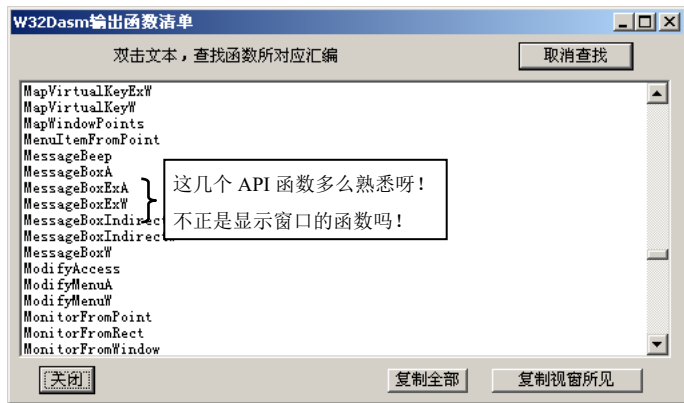 W32Dasm输出函数清单
双击文本，查找函数所对应汇编
取消查找
MapVirtualKeyExW
MapVirtualKeyW
MapWindowPoints
MenuItemFromPoint
MessageBeep
MessageBoxA
MessageBoxExA
MessageBoxExW
MessageBoxIndirect
MessageBoxIndirect
MessageBoxW
ModifyAccess
ModifyMenuA
ModifyMenuW
MonitorFromPoint
MonitorFromRect
MonitorFromWindow
这几个 API 函数多么熟悉呀！
不正是显示窗口的函数吗！
关闭
复制全部
复制视窗所见